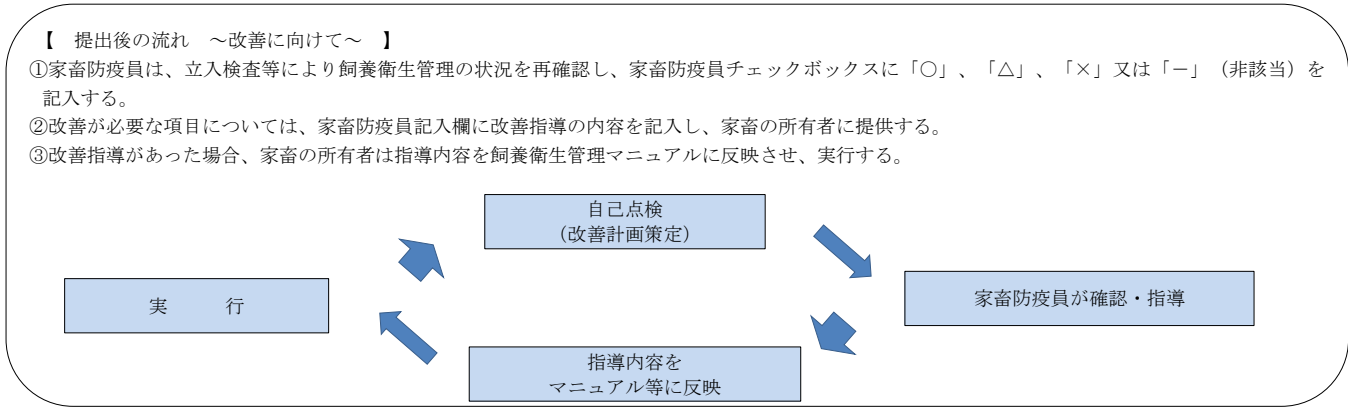 【　提出後の流れ　～改善に向けて～　】
①家畜防疫員は、立入検査等により飼養衛生管理の状況を再確認し、家畜防疫員チェックボックスに「○」、「△」、「×」又は「－」（非該当）を
記入する。
②改善が必要な項目については、家畜防疫員記入欄に改善指導の内容を記入し、家畜の所有者に提供する。
③改善指導があった場合、家畜の所有者は指導内容を飼養衛生管理マニュアルに反映させ、実行する。
自己点検
（改善計画策定）
家畜防疫員が確認・指導
実　　行
指導内容を
マニュアル等に反映